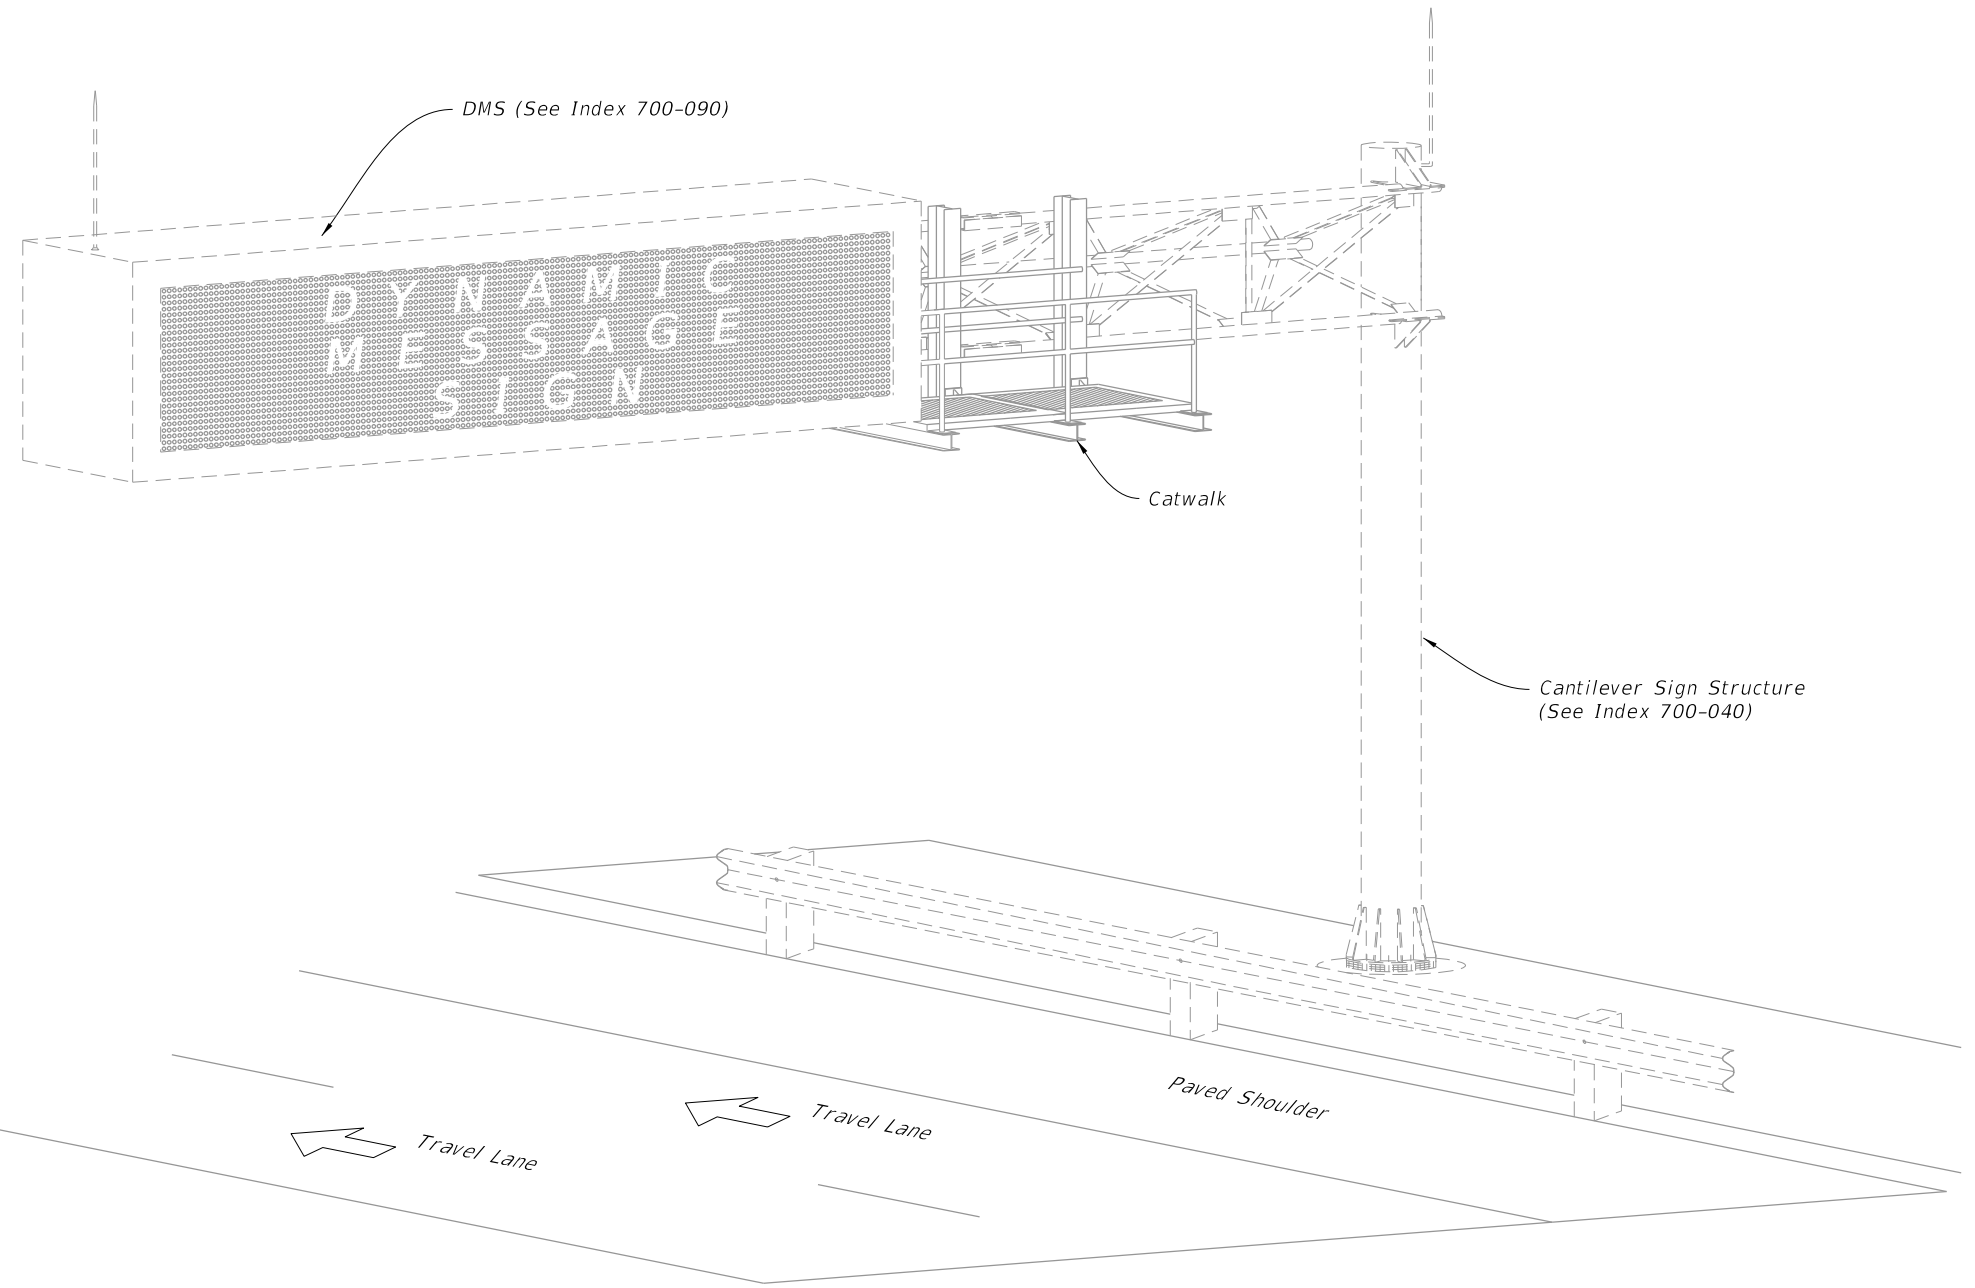 DMS (See Index 700-090)
DYNAMIC
MESSAGE
SIGN
Catwalk
Cantilever Sign Structure
(See Index 700-040)
Paved Shoulder
Travel Lane
Travel Lane